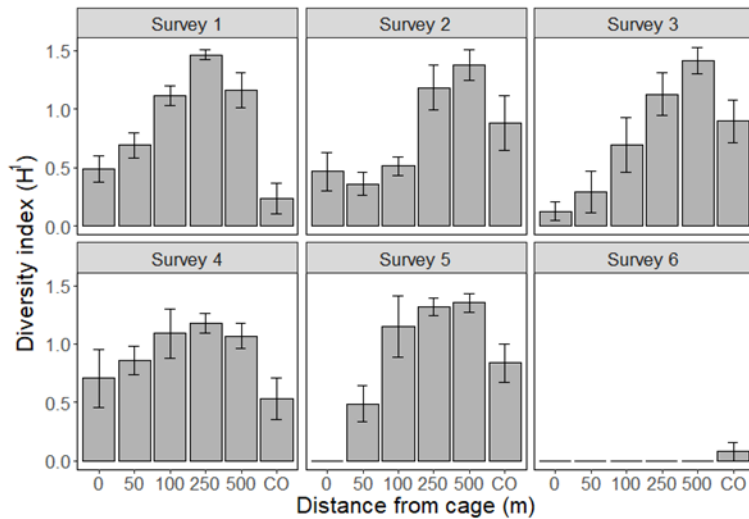 Survey 1 Survey 2 Survey 3
1.5
1.0
0.5
0.0
Survey 4 Survey 5 Survey 6
1.5
1.0
0.5
0.0
0 50 100 250 500 CO 0 50 100 250 500 CO 0 50 100 250 500 CO
Distance from cage (m)
Diversity index (H¹)